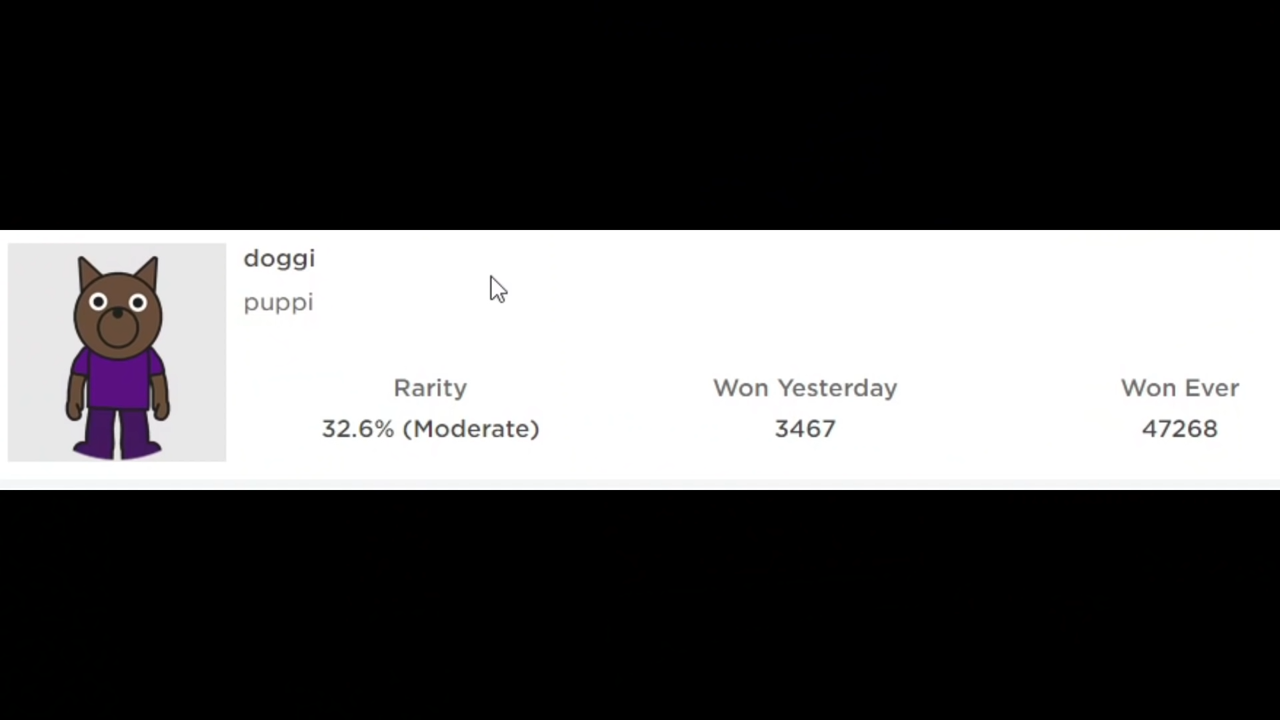 doggi
puppi
Rarity Won Yesterday Won Ever
32.6% (Moderate) 3467 47268